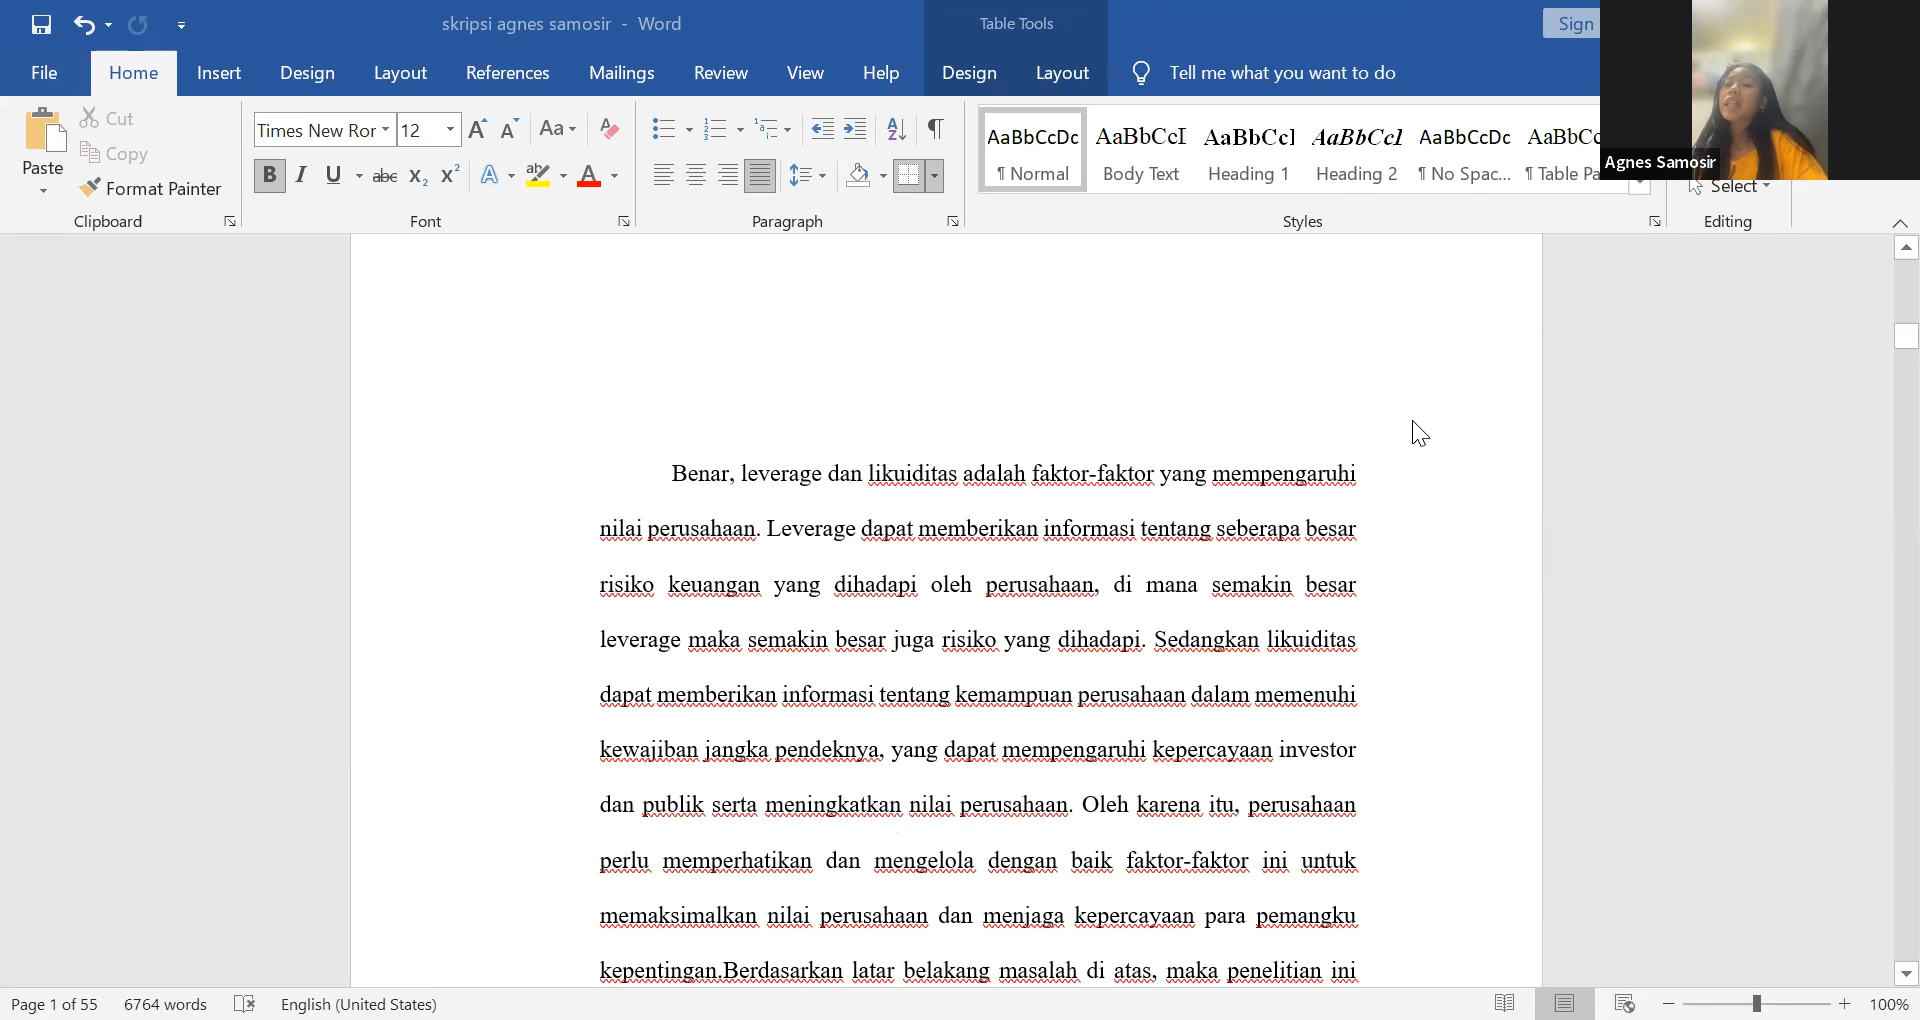 skripsi agnes samosir - Word
Table Tools
Sign
File Home Insert Design Layout References Mailings Review View Help Design Layout Tell me what you want to do
Paste
Cut
Copy
Format Painter
Clipboard
Times New Ror 12
Font
Paragraph
AaBbCcDc ¶ Normal
AaBbCcI Body Text
AaBbCcI Heading 1
AaBbCcI Heading 2
AaBbCcDc ¶ No Spac...
AaBbCc ¶ Table Pa
Styles
Select
Editing
Agnes Samosir
Benar, leverage dan likuiditas adalah faktor-faktor yang mempengaruhi
nilai perusahaan. Leverage dapat memberikan informasi tentang seberapa besar
risiko keuangan yang dihadapi oleh perusahaan, di mana semakin besar
leverage maka semakin besar juga risiko yang dihadapi. Sedangkan likuiditas
dapat memberikan informasi tentang kemampuan perusahaan dalam memenuhi
kewajiban jangka pendeknya, yang dapat mempengaruhi kepercayaan investor
dan publik serta meningkatkan nilai perusahaan. Oleh karena itu, perusahaan
perlu memperhatikan dan mengelola dengan baik faktor-faktor ini untuk
memaksimalkan nilai perusahaan dan menjaga kepercayaan para pemangku
kepentingan.Berdasarkan latar belakang masalah di atas, maka penelitian ini
Page 1 of 55 6764 words English (United States) 100%